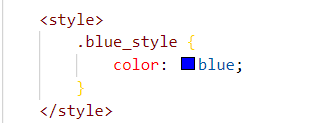 <style>
.blue_style {
color: blue;
}
</style>